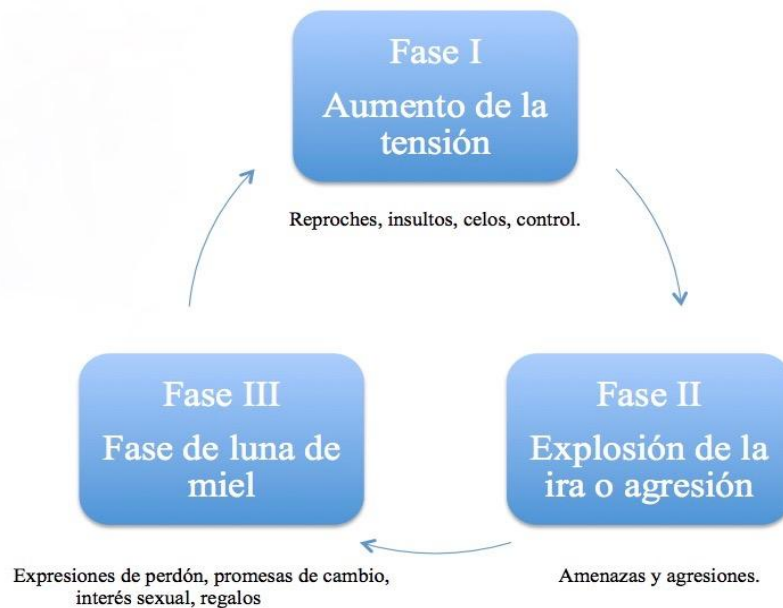 Fase I
Aumento de la
tensión
Reproches, insultos, celos, control.
Fase III
Fase de luna de
miel
Fase II
Explosión de la
ira o agresión
Expresiones de perdón, promesas de cambio,
interés sexual, regalos
Amenazas y agresiones.